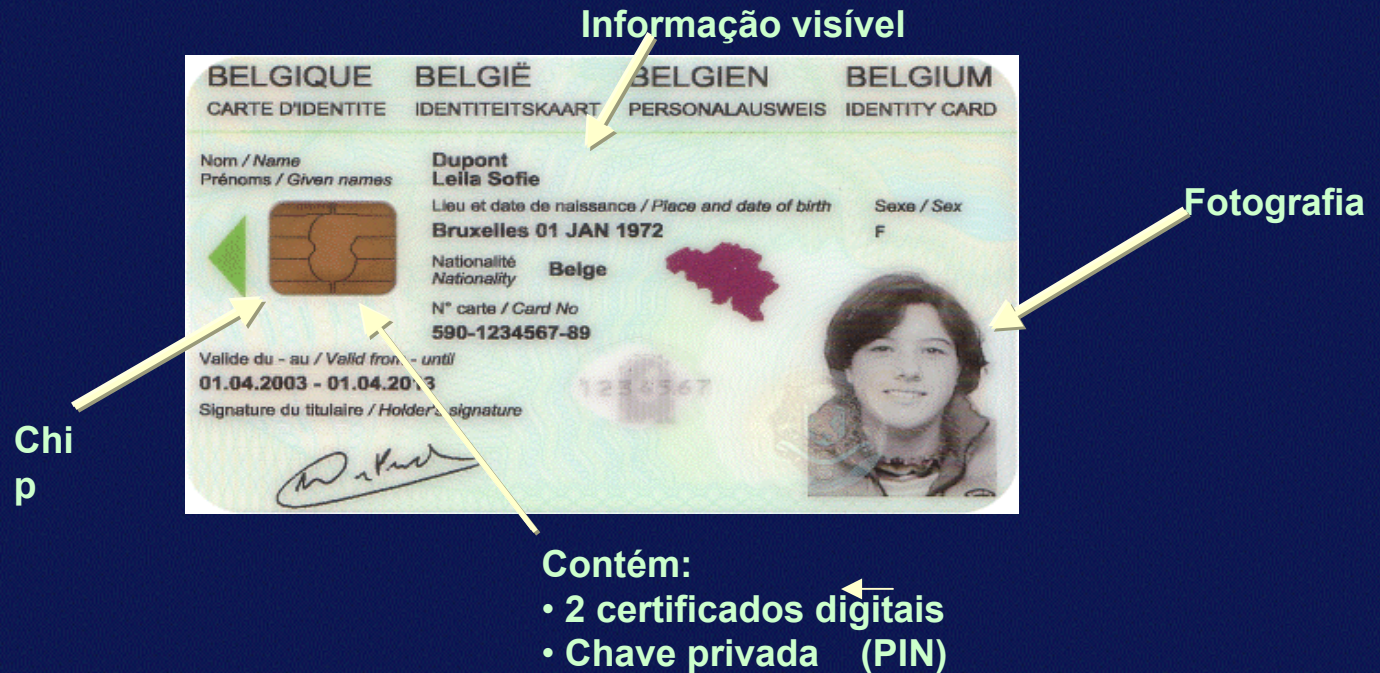 Informação visível
BELGIQUE BELGIË BELGIEN BELGIUM
CARTE D'IDENTITE IDENTITEITSKAART PERSONALAUSWEIS IDENTITY CARD
Nom / Name Dupont
Prénoms / Given names Leila Sofie
Lieu et date de naissance / Place and date of birth Sexe / Sex
Bruxelles 01 JAN 1972 F
Fotografia
Nationalité
Nationality Belge
N° carte / Card No
590-1234567-89
Valide du - au / Valid from - until
01.04.2003 - 01.04.2013
1234567
Signature du titulaire / Holder's signature
Chi
p
Contém:
• 2 certificados digitais
• Chave privada (PIN)